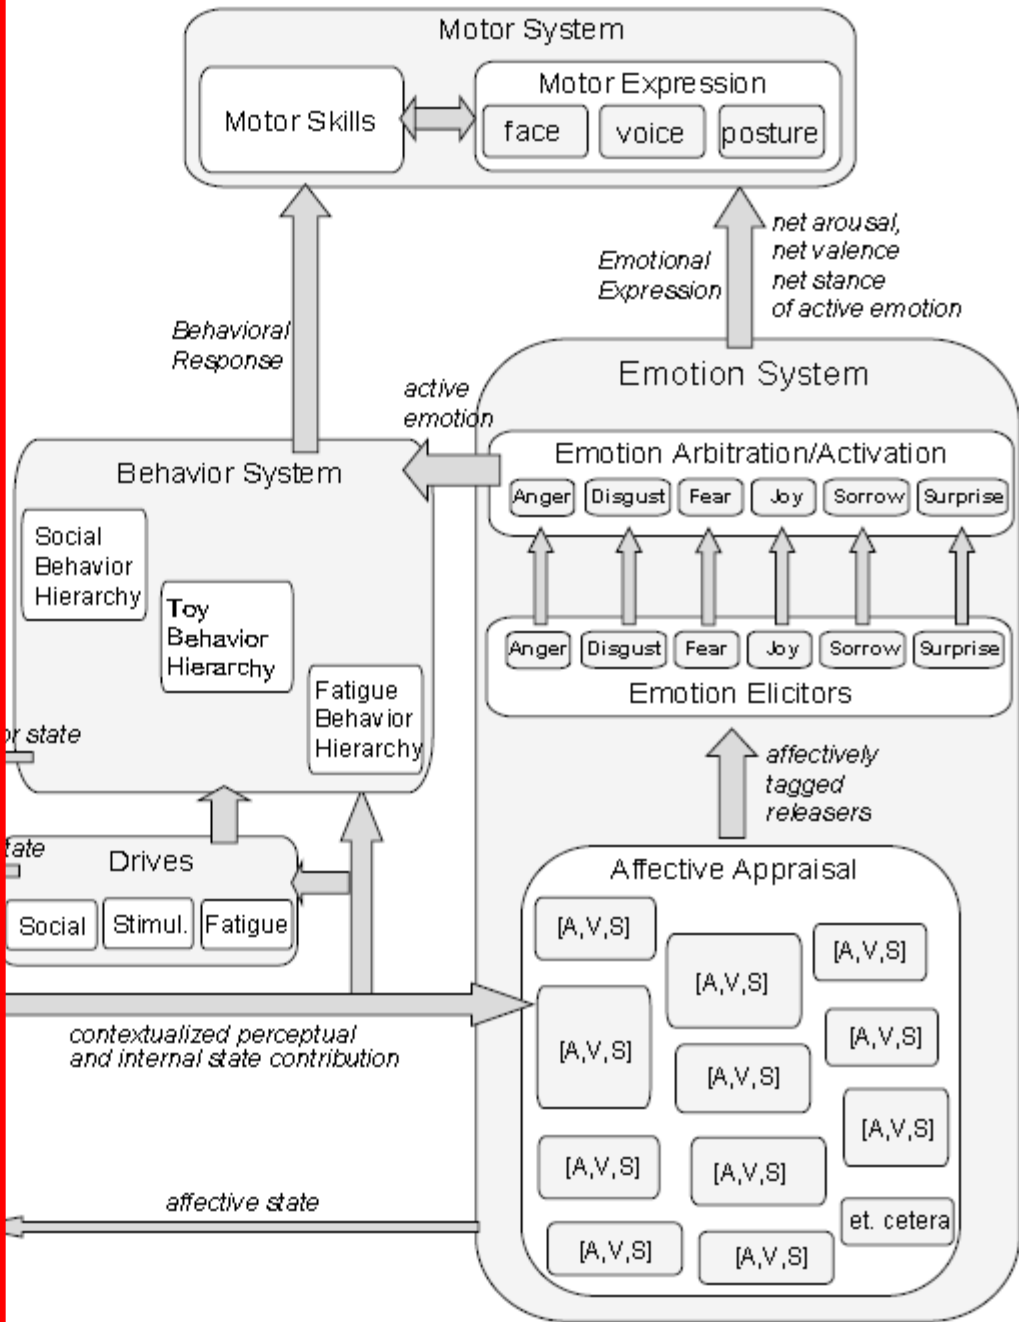 Motor System
Motor Skills
Motor Expression
face
voice
posture
Behavioral
Response
Emotional
Expression
net arousal,
net valence
net stance
of active emotion
active
emotion
Behavior System
Social
Behavior
Hierarchy
Toy
Behavior
Hierarchy
Fatigue
Behavior
Hierarchy
or state
tate
Drives
Social
Stimul.
Fatigue
contextualized perceptual
and internal state contribution
affective state
Emotion System
Emotion Arbitration/Activation
Anger
Disgust
Fear
Joy
Sorrow
Surprise
Anger
Disgust
Fear
Joy
Sorrow
Surprise
Emotion Elicitors
affectively
tagged
releasers
Affective Appraisal
[A,V,S]
[A,V,S]
[A,V,S]
[A,V,S]
[A,V,S]
[A,V,S]
[A,V,S]
[A,V,S]
[A,V,S]
et. cetera
[A,V,S]
[A,V,S]